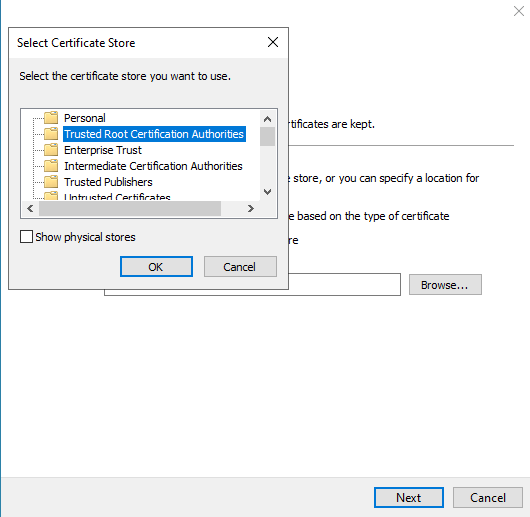 Select Certificate Store
Select the certificate store you want to use.
Personal
Trusted Root Certification Authorities
Enterprise Trust
Intermediate Certification Authorities
Trusted Publishers
Untrusted Certificates
Show physical stores
OK Cancel
rtificates are kept.
e store, or you can specify a location for
e based on the type of certificate
re
Browse...
Next Cancel